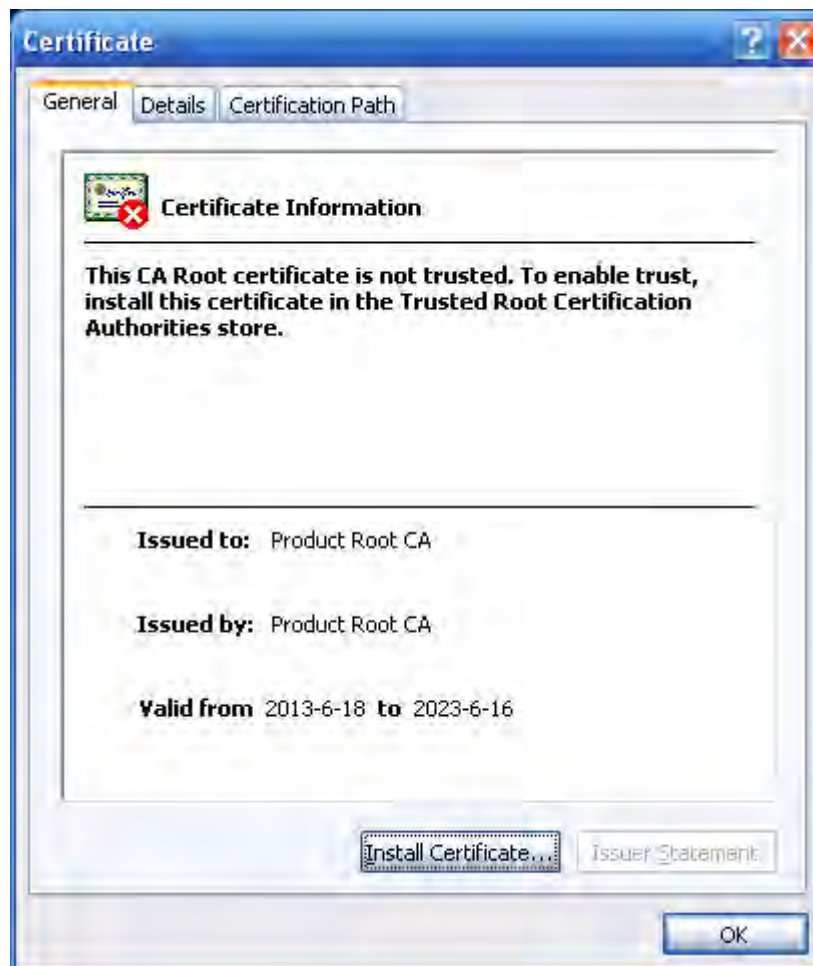 Certificate
General Details Certification Path
Certificate Information
This CA Root certificate is not trusted. To enable trust,
install this certificate in the Trusted Root Certification
Authorities store.
Issued to: Product Root CA
Issued by: Product Root CA
Valid from 2013-6-18 to 2023-6-16
Install Certificate... Issuer Statement
OK